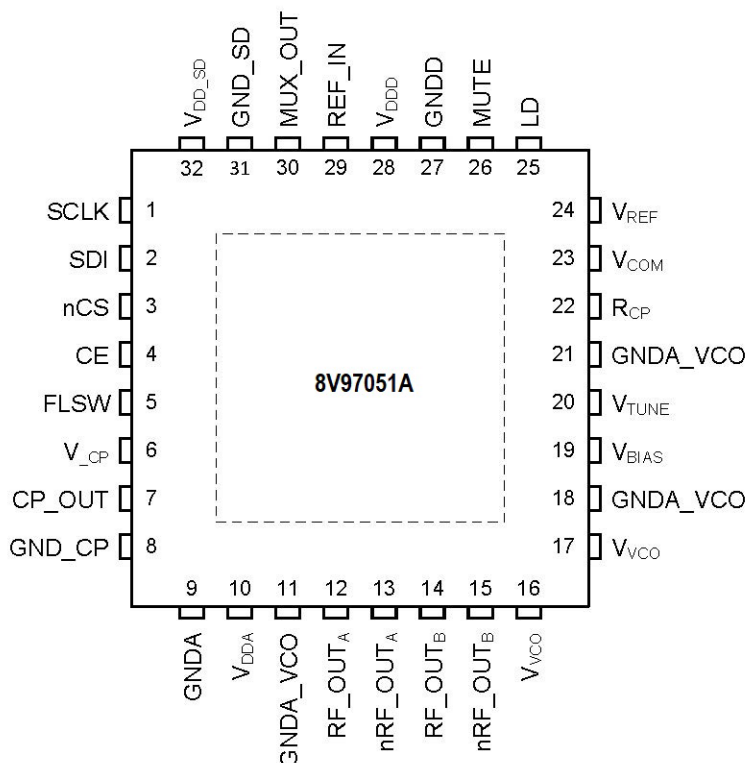 V_DD_SD
GND_SD
MUX_OUT
REF_IN
V_DDD
GNDD
MUTE
LD
32 31 30 29 28 27 26 25
SCLK 1
SDI 2
nCS 3
CE 4
FLSW 5
V_CP 6
CP_OUT 7
GND_CP 8
8V97051A
24 VREF
23 VCOM
22 RCP
21 GNDA_VCO
20 VTUNE
19 VBIAS
18 GNDA_VCO
17 VVCO
9 10 11 12 13 14 15 16
GNDA
VDDA
GNDA_VCO
RF_OUTA
nRF_OUTA
RF_OUTB
nRF_OUTB
VVCO